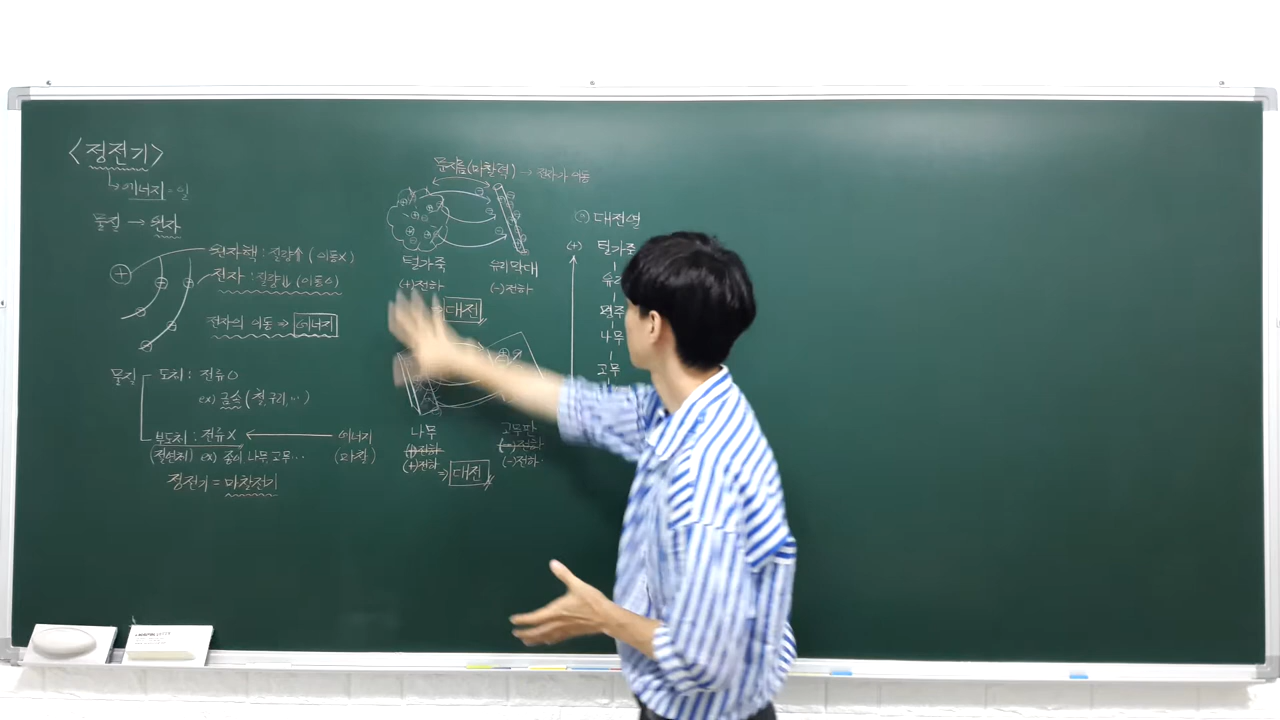 <정전기>
에너지 = 일
물질 → 원자
원자핵 : 질량↑ (이동X)
전자 : 질량↓↓ (이동○)
전자의 이동 ⇒ 에너지
물질
도체 : 전류○
ex) 금속 (철, 구리, …)
부도체 : 전류X ← 에너지
(절연체) ex) 종이, 나무, 고무… (마찰)
정전기 = 마찰전기
문지름(마찰력) → 전자가 이동
털가죽 유리막대
(+)전하 (-)전하
대전
나무 고무판
(+)전하 (-)전하
(+)전하 (-)전하
⇒ 대전
대전열
(+) 털가죽
나무
고무